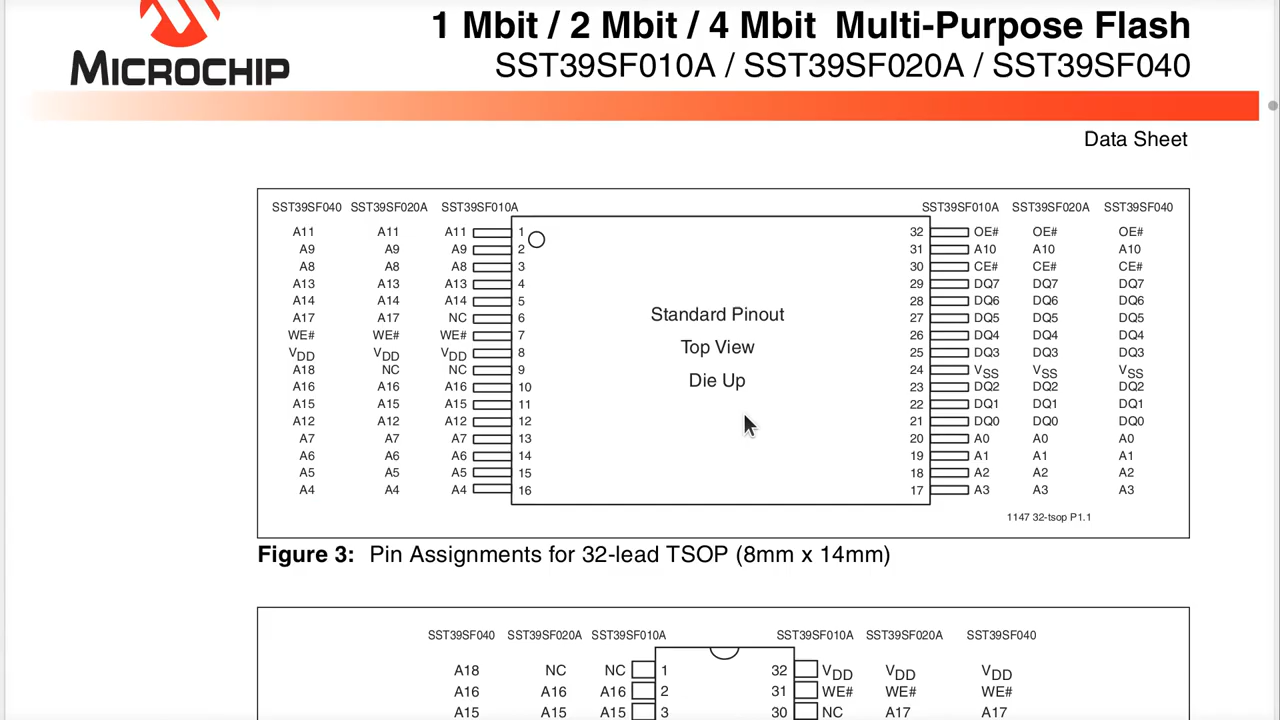 1 Mbit / 2 Mbit / 4 Mbit Multi-Purpose Flash
MICROCHIP
SST39SF010A / SST39SF020A / SST39SF040
Data Sheet
SST39SF040 SST39SF020A SST39SF010A SST39SF010A SST39SF020A SST39SF040
A11 A11 A11 1 32 OE# OE# OE#
A9 A9 A9 2 31 A10 A10 A10
A8 A8 A8 3 30 CE# CE# CE#
A13 A13 A13 4 29 DQ7 DQ7 DQ7
A14 A14 A14 5 28 DQ6 DQ6 DQ6
A17 A17 NC 6 27 DQ5 DQ5 DQ5
WE# WE# WE# 7 26 DQ4 DQ4 DQ4
VDD VDD VDD 8 25 DQ3 DQ3 DQ3
A18 NC NC 9 24 VSS VSS VSS
A16 A16 A16 10 23 DQ2 DQ2 DQ2
A15 A15 A15 11 22 DQ1 DQ1 DQ1
A12 A12 A12 12 21 DQ0 DQ0 DQ0
A7 A7 A7 13 20 A0 A0 A0
A6 A6 A6 14 19 A1 A1 A1
A5 A5 A5 15 18 A2 A2 A2
A4 A4 A4 16 17 A3 A3 A3
Standard Pinout
Top View
Die Up
1147 32-tsop P1.1
Figure 3: Pin Assignments for 32-lead TSOP (8mm x 14mm)
SST39SF040 SST39SF020A SST39SF010A SST39SF010A SST39SF020A SST39SF040
A18 NC NC 1 32 VDD VDD VDD
A16 A16 A16 2 31 WE# WE# WE#
A15 A15 A15 3 30 NC A17 A17